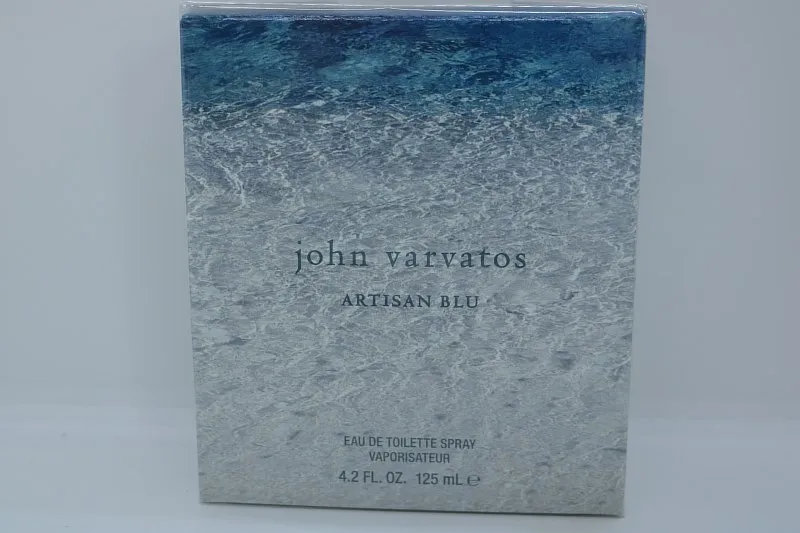 john varvatos
ARTISAN BLU
EAU DE TOILETTE SPRAY
VAPORISATEUR
4.2 FL. OZ. 125 mL ℮